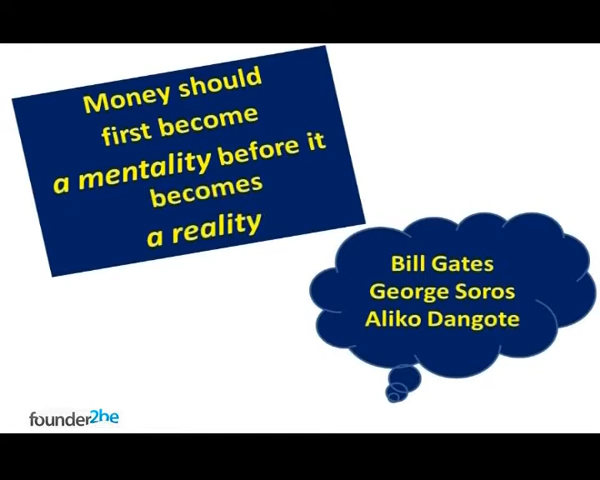 Money should
first become
a mentality before it
becomes
a reality
Bill Gates
George Soros
Aliko Dangote
founder2be